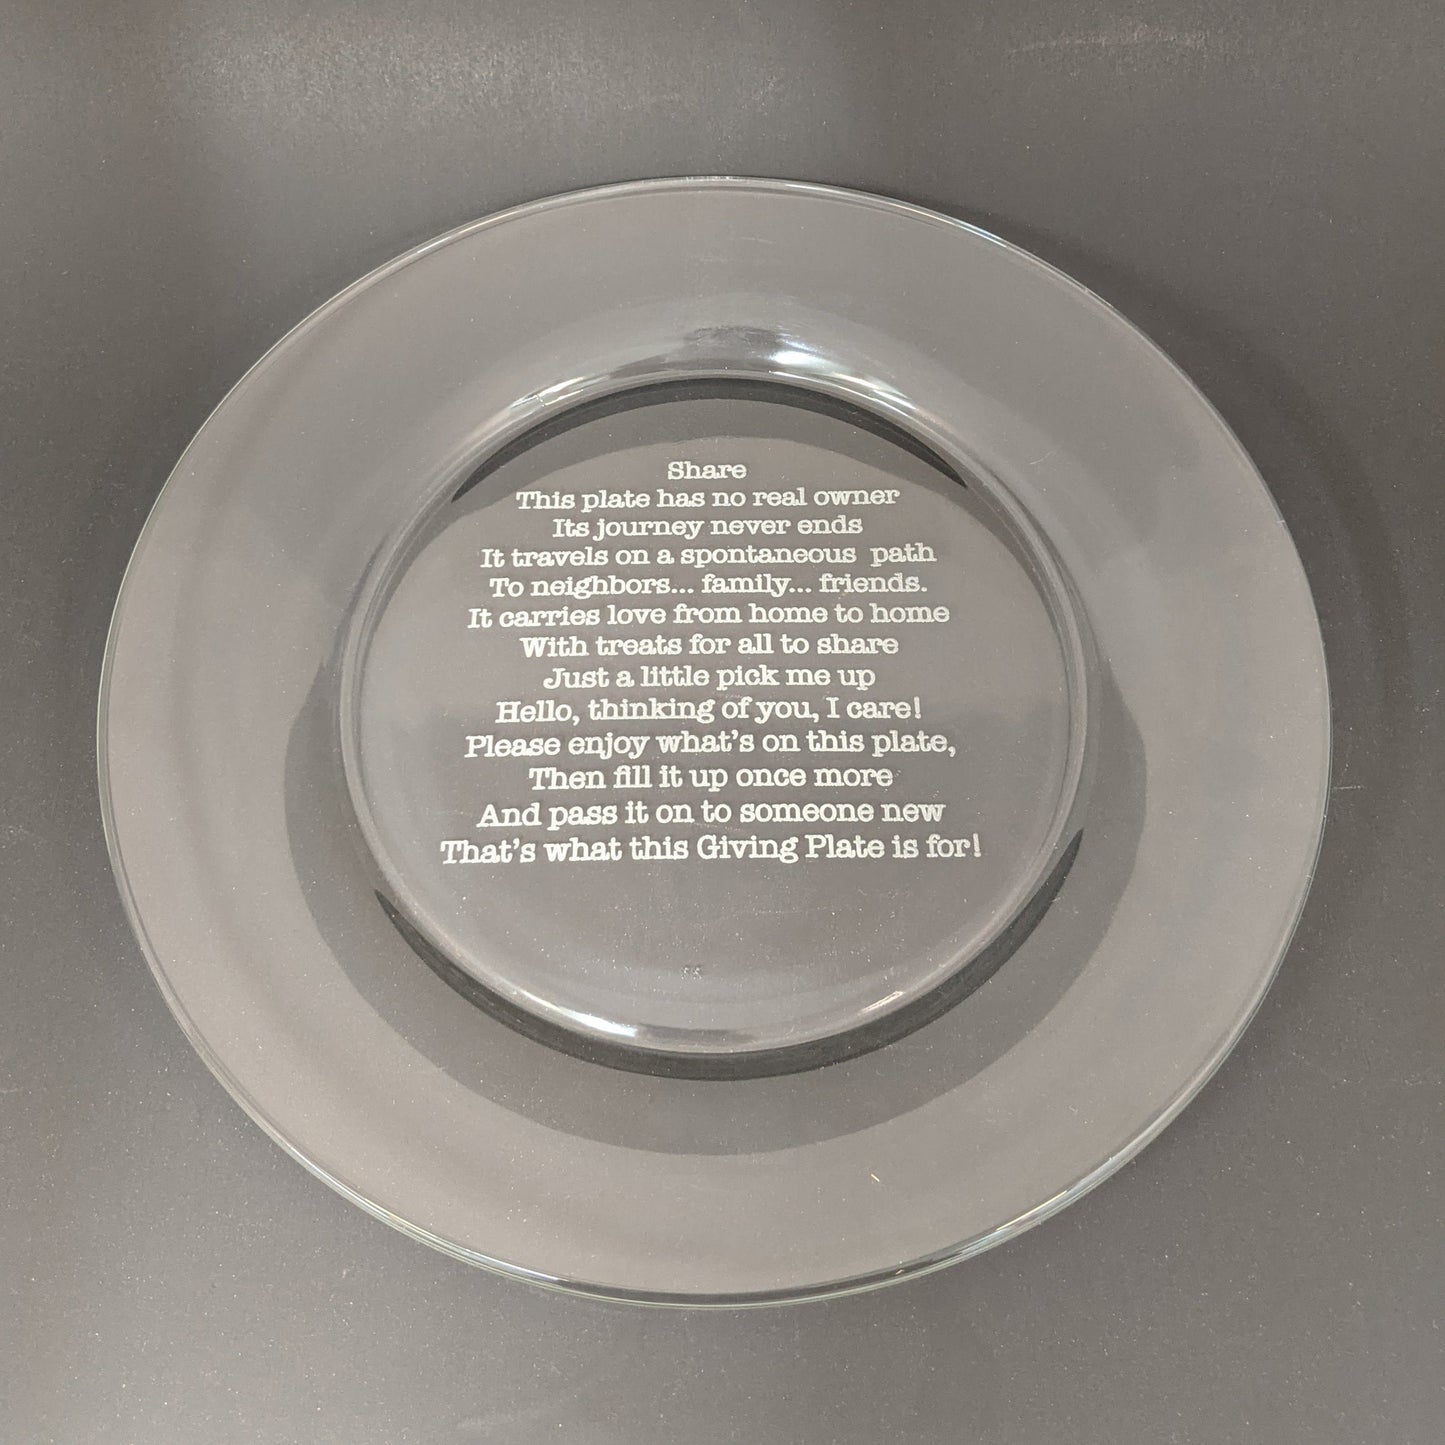 Share
This plate has no real owner
Its journey never ends
It travels on a spontaneous path
To neighbors... family... friends.
It carries love from home to home
With treats for all to share
Just a little pick me up
Hello, thinking of you, I care!
Please enjoy what's on this plate,
Then fill it up once more
And pass it on to someone new
That's what this Giving Plate is for!